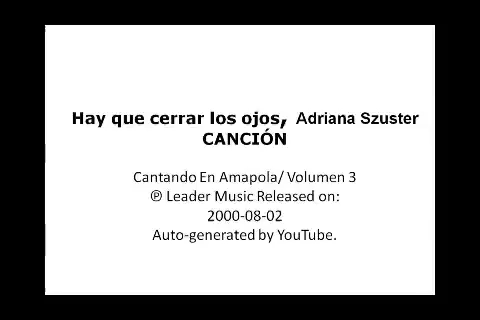 Hay que cerrar los ojos, Adriana Szuster
CANCIÓN
Cantando En Amapola/ Volumen 3
℗ Leader Music Released on:
2000-08-02
Auto-generated by YouTube.